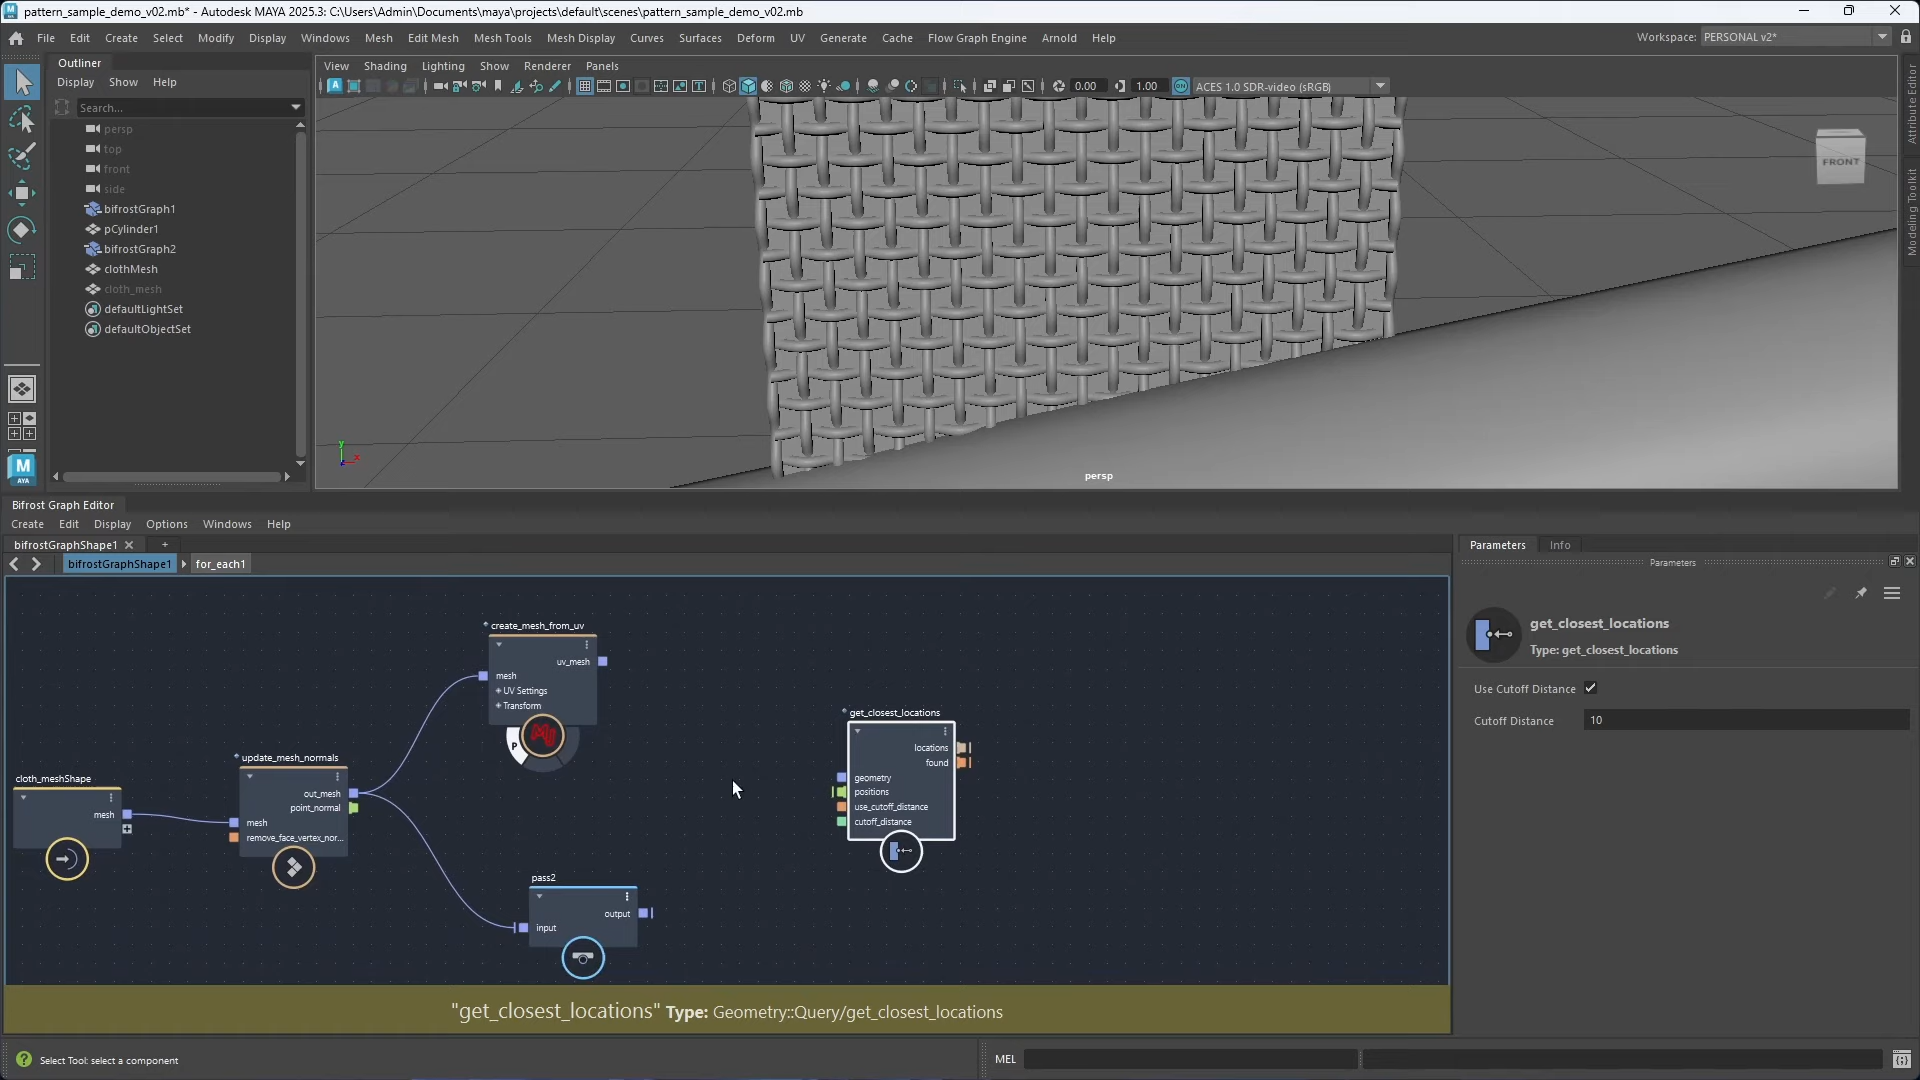 pattern_sample_demo_v02.mb* - Autodesk MAYA 2025.3: C:\Users\Admin\Documents\maya\projects\default\scenes\pattern_sample_demo_v02.mb
File Edit Create Select Modify Display Windows Mesh Edit Mesh Mesh Tools Mesh Display Curves Surfaces Deform UV Generate Cache Flow Graph Engine Arnold Help
Workspace: PERSONAL v2*
Outliner
Display Show Help
Search...
persp
top
front
side
bifrostGraph1
pCylinder1
bifrostGraph2
clothMesh
cloth_mesh
defaultLightSet
defaultObjectSet
M
AYA
View Shading Lighting Show Renderer Panels
0.00 1.00 ACES 1.0 SDR-video (sRGB)
FRONT
y
x
persp
Attribute Editor
Modeling Toolkit
Bifrost Graph Editor
Create Edit Display Options Windows Help
bifrostGraphShape1
bifrostGraphShape1 for_each1
create_mesh_from_uv
uv_mesh
mesh
UV Settings
Transform
P
update_mesh_normals
out_mesh
point_normal
mesh
remove_face_vertex_nor...
cloth_meshShape
mesh
get_closest_locations
locations
found
geometry
positions
use_cutoff_distance
cutoff_distance
pass2
output
input
"get_closest_locations" Type: Geometry::Query/get_closest_locations
Parameters Info
Parameters
get_closest_locations
Type: get_closest_locations
Use Cutoff Distance
Cutoff Distance 10
Select Tool: select a component
MEL